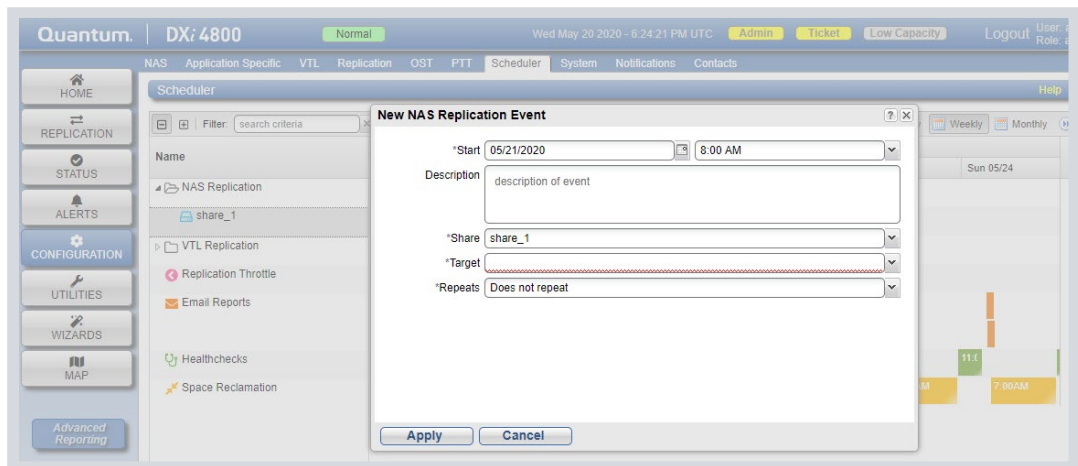 Quantum. DXi 4800 Normal Wed May 20 2020 - 6:24:21 PM UTC Admin Ticket Low Capacity Logout User:
Role:
NAS Application Specific VTL Replication OST PTT Scheduler System Notifications Contacts
HOME
REPLICATION
STATUS
ALERTS
CONFIGURATION
UTILITIES
WIZARDS
MAP
Advanced
Reporting
Scheduler Help
Filter: search criteria
Weekly Monthly
Name
Sun 05/24
NAS Replication
share_1
VTL Replication
Replication Throttle
Email Reports
Healthchecks
Space Reclamation
7:00AM
New NAS Replication Event
*Start 05/21/2020 8:00 AM
Description description of event
*Share share_1
*Target
*Repeats Does not repeat
Apply Cancel